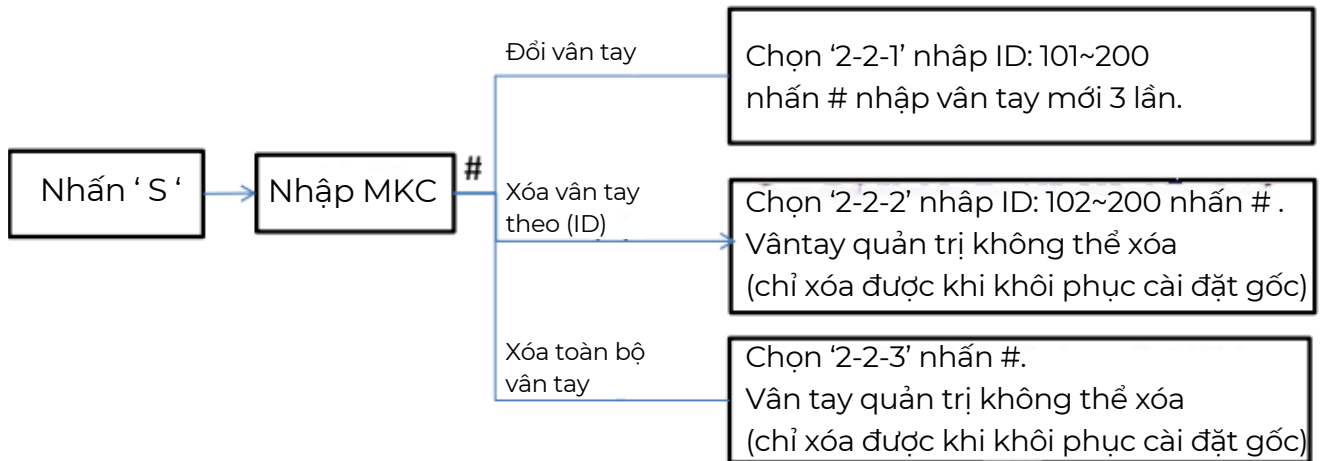 Nhấn ‘ S ‘
Nhập MKC
#
Đổi vân tay
Chọn ‘2-2-1’ nhâp ID: 101~200
nhấn # nhập vân tay mới 3 lần.
Xóa vân tay
theo (ID)
Chọn ‘2-2-2’ nhâp ID: 102~200 nhấn # .
Vântay quản trị không thể xóa
(chỉ xóa được khi khôi phục cài đặt gốc)
Xóa toàn bộ
vân tay
Chọn ‘2-2-3’ nhấn #.
Vân tay quản trị không thể xóa
(chỉ xóa được khi khôi phục cài đặt gốc)